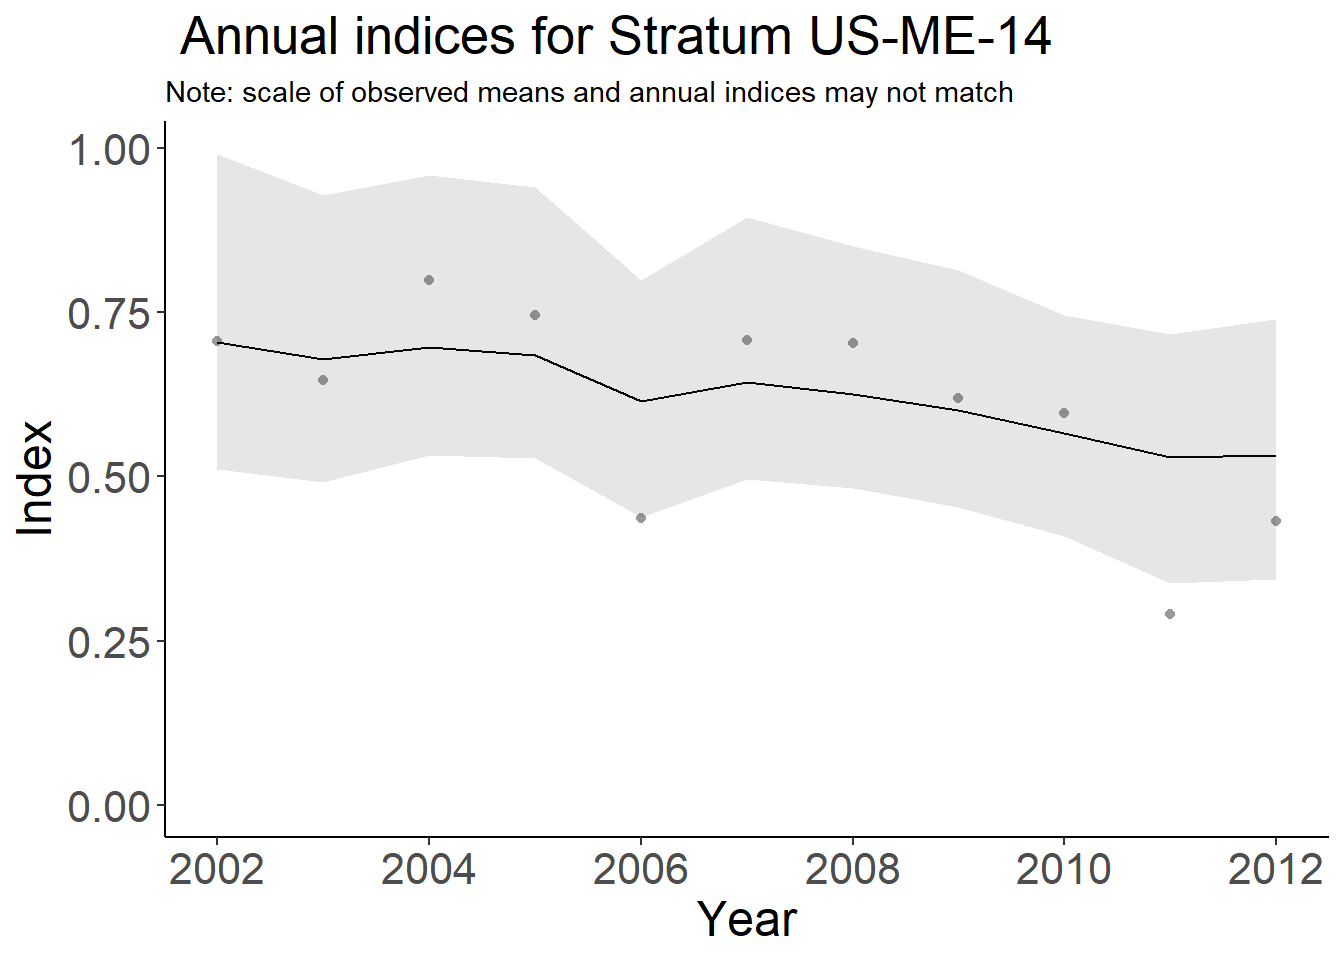 Annual indices for Stratum US-ME-14
Note: scale of observed means and annual indices may not match
1.00
0.75
0.50
0.25
0.00
Index
2002 2004 2006 2008 2010 2012
Year